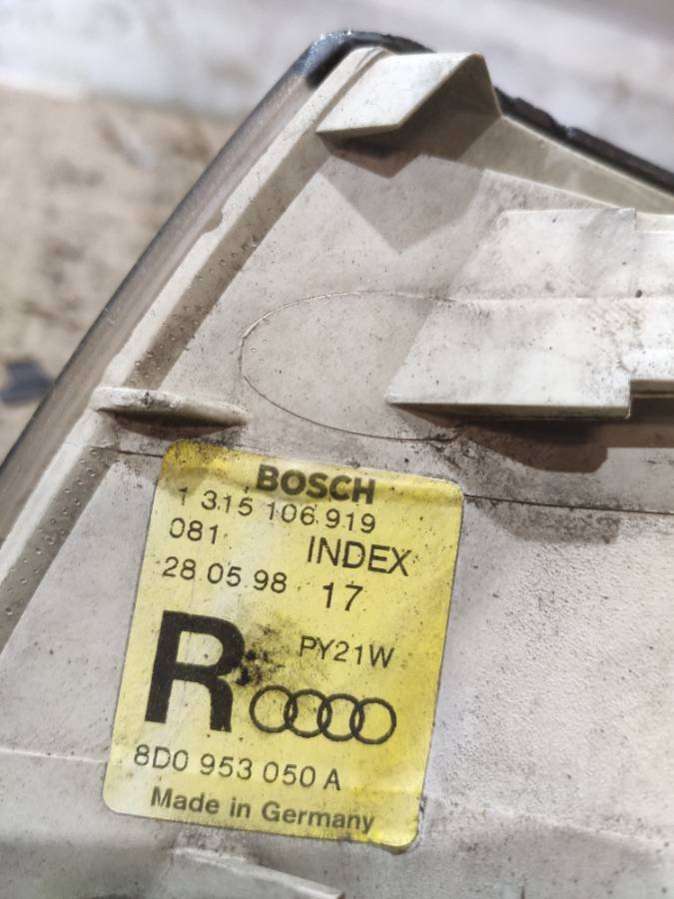 BOSCH
1 315 106 919
081 INDEX
28.05.98 17
R PY21W
8D0 953 050 A
Made in Germany